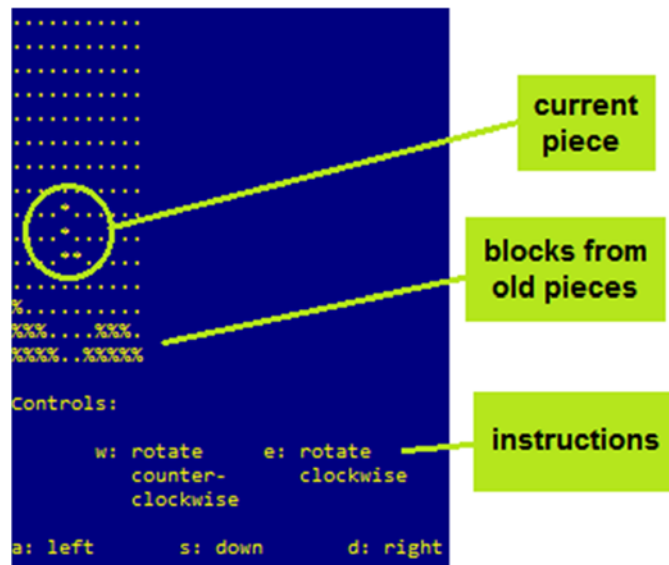 ...........
...........
...........
...........
...........
...........
...........
...........
....*......
....*......
....**.....
...........
%..........
%%%....%%%.
%%%%..%%%%%
Controls:
w: rotate counter-clockwise
e: rotate clockwise
a: left s: down d: right
current
piece
blocks from
old pieces
instructions